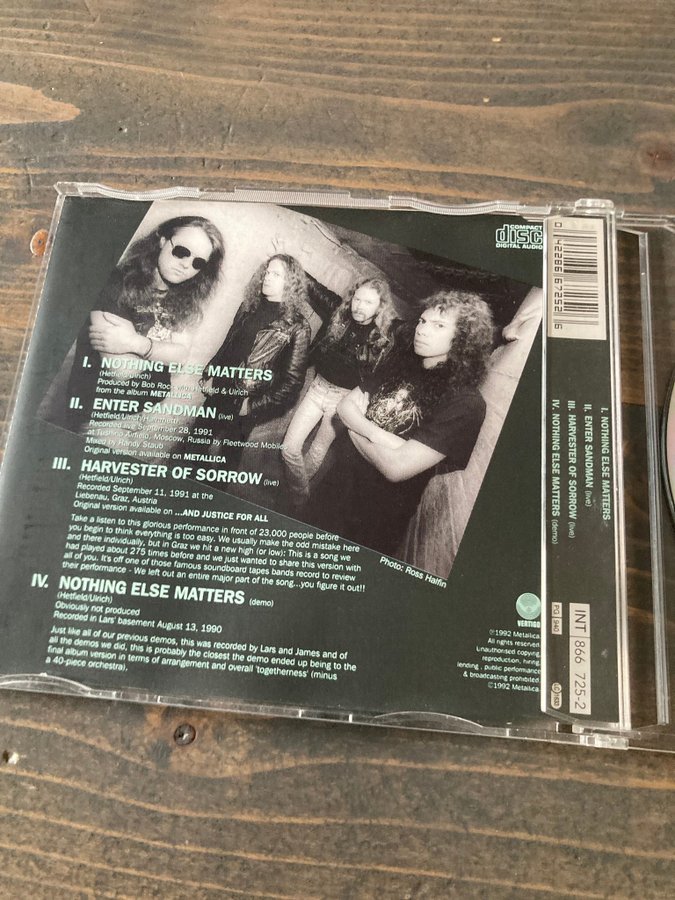 COMPACT
disc
DIGITAL AUDIO
I. NOTHING ELSE MATTERS
(Hetfield/Ulrich)
Produced by Bob Rock with Hetfield & Ulrich
from the album METALLICA
II. ENTER SANDMAN (live)
(Hetfield/Ulrich/Hammett)
Recorded live September 28, 1991
at Tushino Airfield, Moscow, Russia by Fleetwood Mobile
Mixed by Randy Staub
Original version available on METALLICA
III. HARVESTER OF SORROW (live)
(Hetfield/Ulrich)
Recorded September 11, 1991 at the
Liebenau, Graz, Austria
Original version available on ...AND JUSTICE FOR ALL
Take a listen to this glorious performance in front of 23,000 people before
you begin to think everything is too easy. We usually make the odd mistake here
and there individually, but in Graz we hit a new high (or low); This is a song we
had played about 275 times before and we just wanted to share this version with
all of you. It's off one of those famous soundboard tapes bands record to review
their performance - We left out an entire major part of the song...you figure it out!!
Photo: Ross Halfin
IV. NOTHING ELSE MATTERS (demo)
(Hetfield/Ulrich)
Obviously not produced
Recorded in Lars' basement August 13, 1990
Just like all of our previous demos, this was recorded by Lars and James and of
all the demos we did, this is probably the closest the demo ended up being to the
final album version in terms of arrangement and overall 'togetherness' (minus
a 40-piece orchestra).
VERTIGO
℗1992 Metallica.
All rights reserved.
Unauthorised copying,
reproduction, hiring,
lending, public performance
& broadcasting prohibited.
©1992 Metallica.
0 42286 67252 6
I. NOTHING ELSE MATTERS
II. ENTER SANDMAN (live)
III. HARVESTER OF SORROW (live)
IV. NOTHING ELSE MATTERS (demo)
PG 940
INT 866 725-2